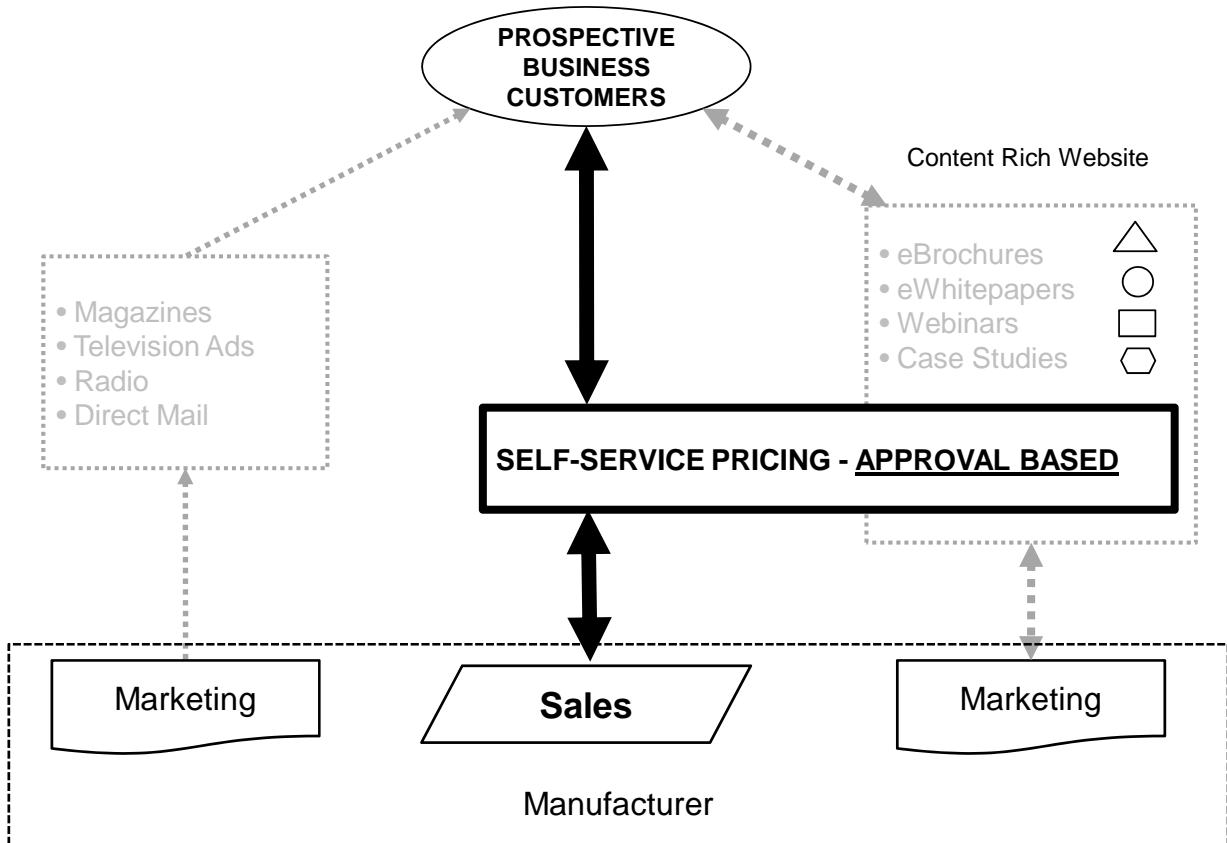 PROSPECTIVE
BUSINESS
CUSTOMERS
Content Rich Website
• Magazines
• Television Ads
• Radio
• Direct Mail
• eBrochures
• eWhitepapers
• Webinars
• Case Studies
SELF-SERVICE PRICING - APPROVAL BASED
Marketing
Sales
Marketing
Manufacturer